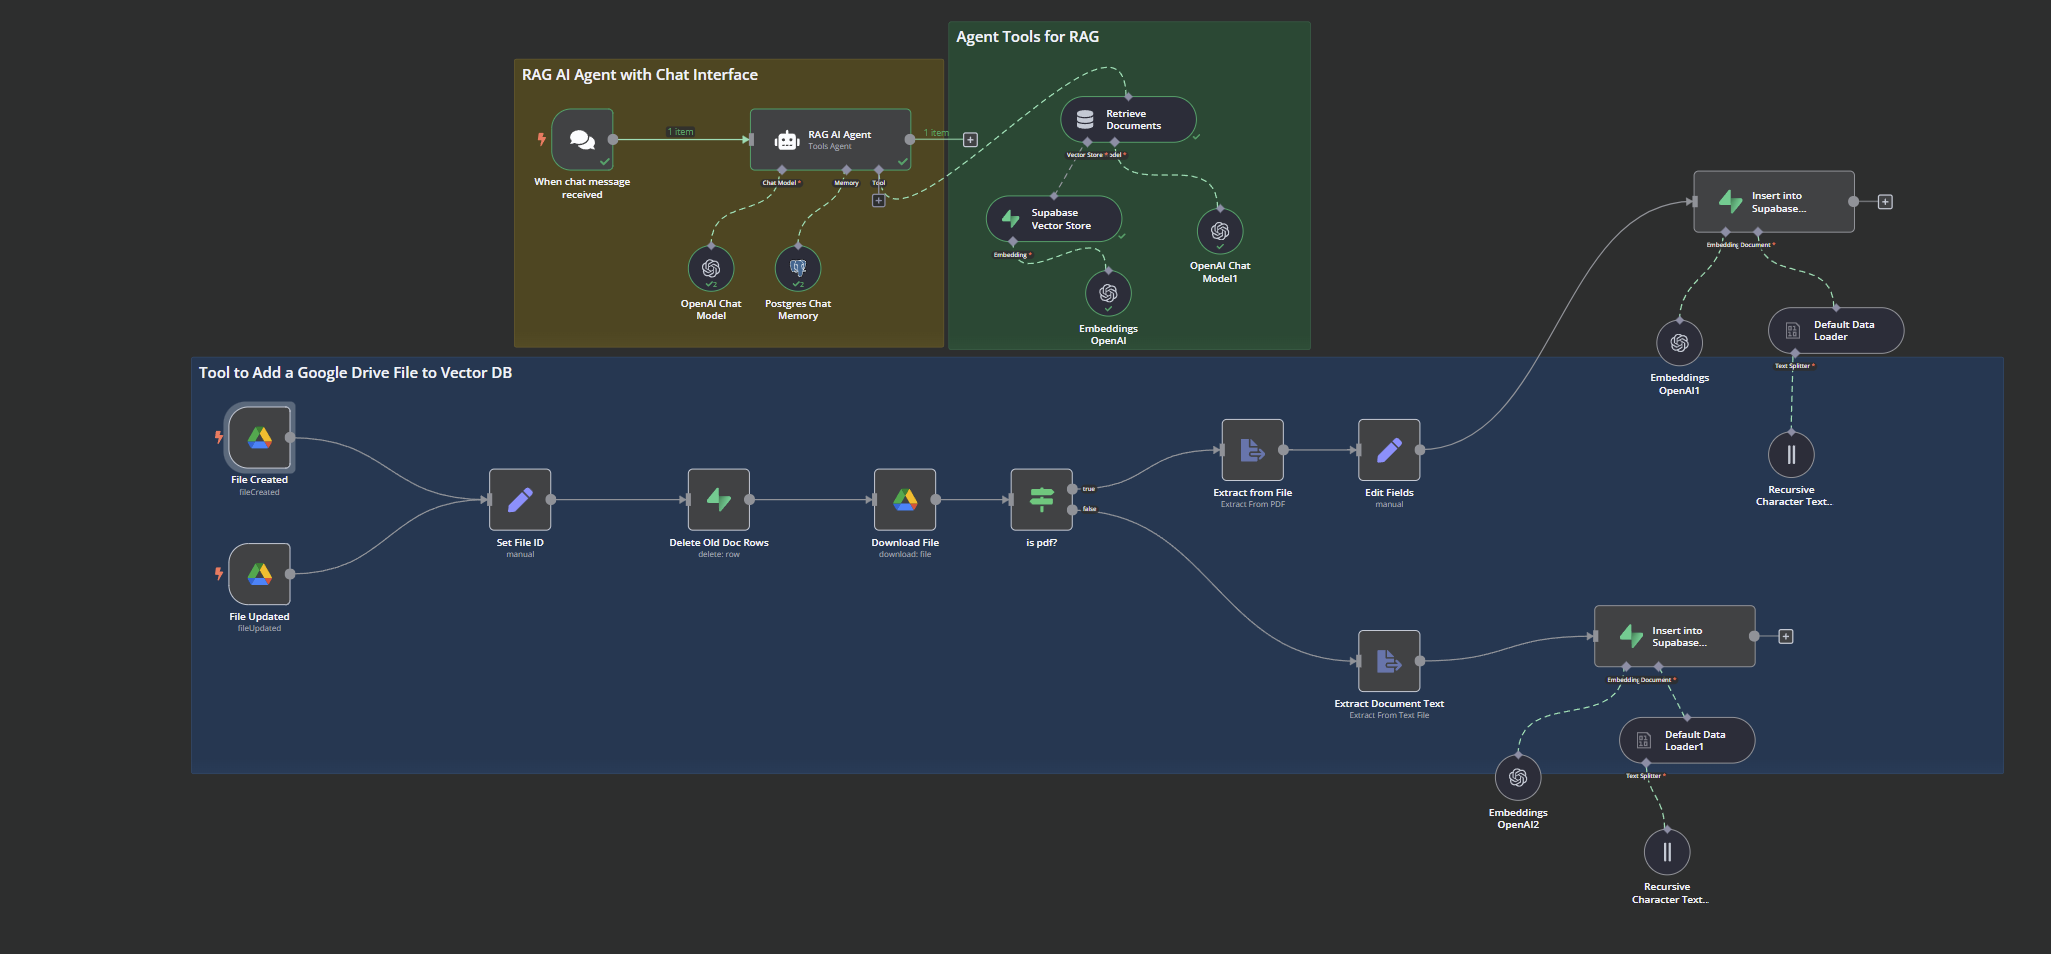 Agent Tools for RAG
RAG AI Agent with Chat Interface
Retrieve
Documents
1 item
RAG AI Agent
Tools Agent
1 item
Vector Store *
odel *
When chat message
received
Chat Model *
Memory
Tool
Supabase
Vector Store
Embedding *
OpenAI Chat
Model1
2
2
OpenAI Chat
Model
Postgres Chat
Memory
Embeddings
OpenAI
Insert into
Supabase...
Embedding
Document *
Default Data
Loader
Text Splitter *
Embeddings
OpenAI1
Recursive
Character Text..
Tool to Add a Google Drive File to Vector DB
File Created
fileCreated
File Updated
fileUpdated
Set File ID
manual
Delete Old Doc Rows
delete: row
Download File
download: file
true
false
is pdf?
Extract from File
Extract From PDF
Edit Fields
manual
Extract Document Text
Extract From Text File
Insert into
Supabase...
Embedding
Document *
Default Data
Loader1
Text Splitter *
Embeddings
OpenAI2
Recursive
Character Text..